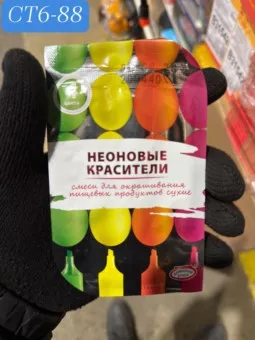 СТ6-88
НЕОНОВЫЕ
КРАСИТЕЛИ
смеси для окрашивания
пищевых продуктов сухие